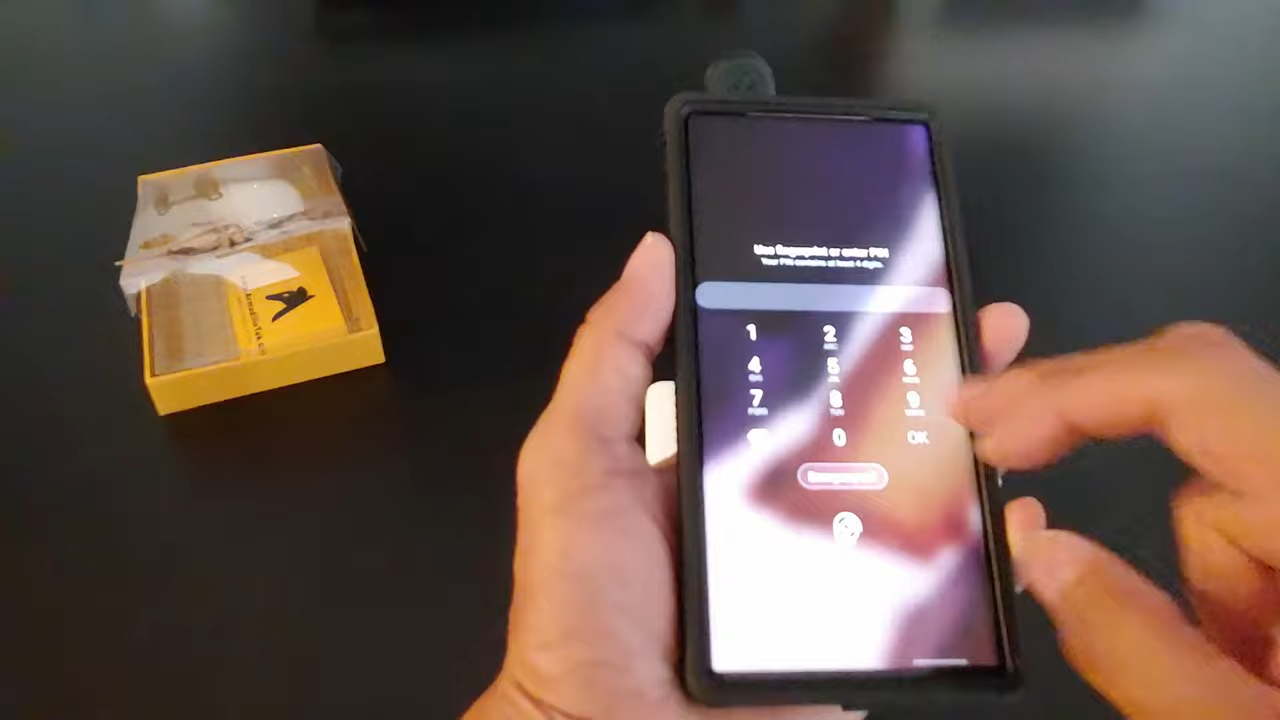 Use fingerprint or enter PIN
Your PIN contains at least 4 digits.
1 2 3
4 5 6
7 8 9
0 OK
ArmadilloTek